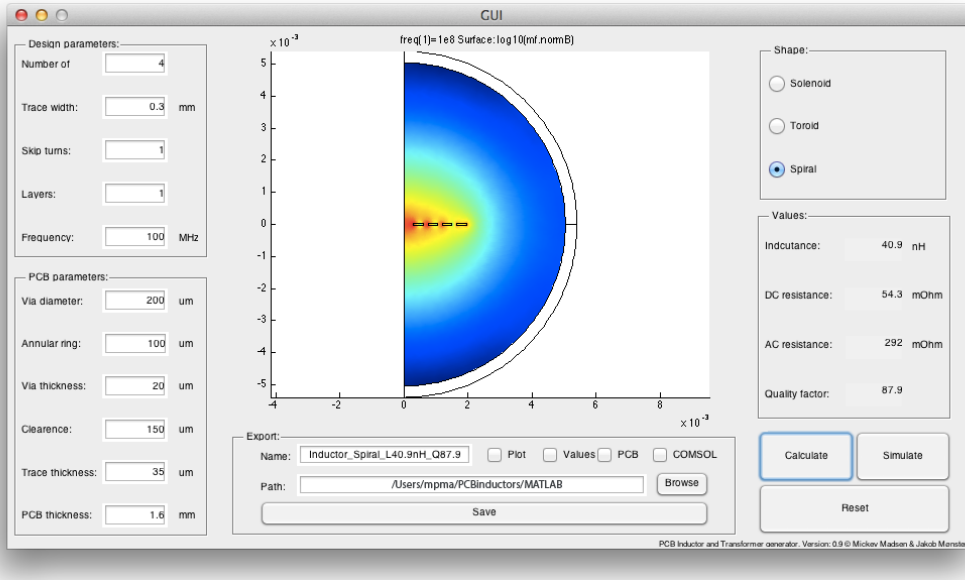 GUI
Design parameters:
Number of 4
Trace width: 0.3 mm
Skip turns: 1
Layers: 1
Frequency: 100 MHz
PCB parameters:
Via diameter: 200 um
Annular ring: 100 um
Via thickness: 20 um
Clearence: 150 um
Trace thickness: 35 um
PCB thickness: 1.6 mm
x 10 -3
freq(1)=1e8 Surface: log10(mf.normB)
5
4
3
2
1
0
-1
-2
-3
-4
-5
-4 -2 0 2 4 6 8
x 10 -3
Export:
Name: Inductor_Spiral_L40.9nH_Q87.9 Plot Values PCB COMSOL
Path: /Users/mpma/PCBinductors/MATLAB Browse
Save
Shape:
Solenoid
Toroid
Spiral
Values:
Indcutance: 40.9 nH
DC resistance: 54.3 mOhm
AC resistance: 292 mOhm
Quality factor: 87.9
Calculate Simulate
Reset
PCB Inductor and Transformer generator. Version: 0.9 © Mickey Madsen & Jakob Mønste